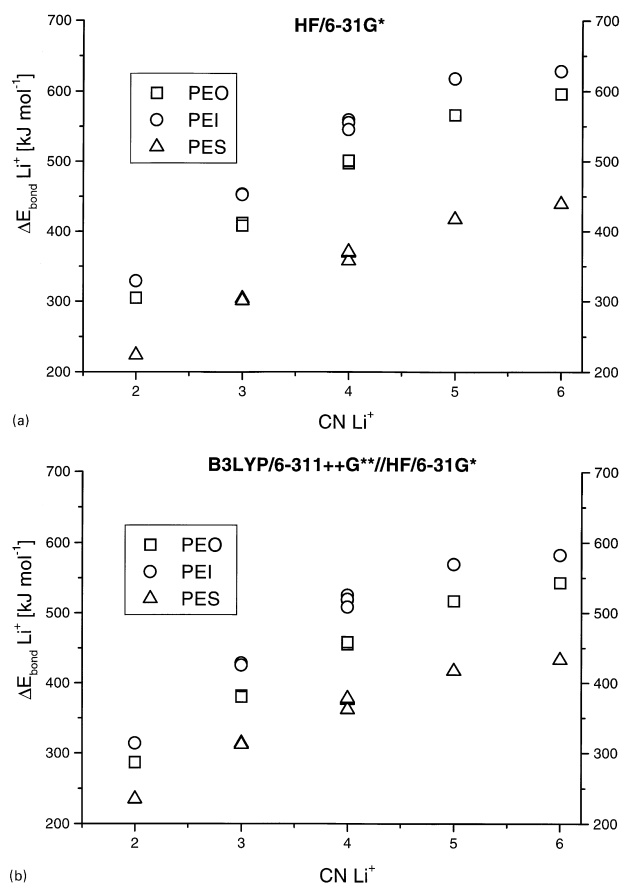 HF/6-31G*
700 700
600 600
500 500
400 400
300 300
200 200
PEO
PEI
PES
ΔE_bond Li⁺ [kJ mol⁻¹]
2 3 4 5 6
CN Li⁺
(a)
B3LYP/6-311++G**//HF/6-31G*
700 700
600 600
500 500
400 400
300 300
200 200
PEO
PEI
PES
ΔE_bond Li⁺ [kJ mol⁻¹]
2 3 4 5 6
CN Li⁺
(b)